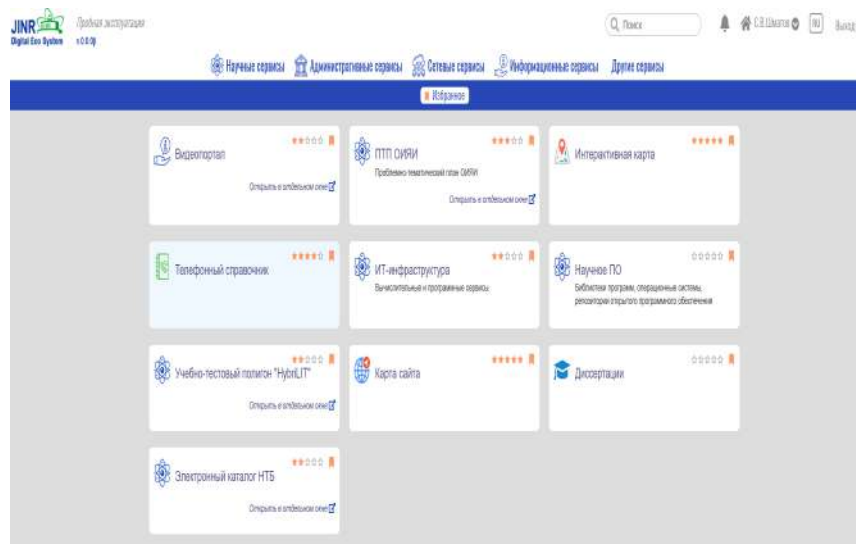 JINR
Digital Eco System
Пробная эксплуатация
Поиск
RU
Выход
Научные сервисы
Административные сервисы
Сетевые сервисы
Информационные сервисы
Другие сервисы
Избранное
Видеопортал
Открыть в отдельном окне
ПТП ОИЯИ
Проблемно-тематический план ОИЯИ
Открыть в отдельном окне
Интерактивная карта
Телефонный справочник
ИТ-инфраструктура
Вычислительные и программные сервисы
Научное ПО
Библиотеки программ, операционные системы,
репозитории открытого программного обеспечения
Учебно-тестовый полигон "HybriLIT"
Открыть в отдельном окне
Карта сайта
Диссертации
Электронный каталог НТБ
Открыть в отдельном окне